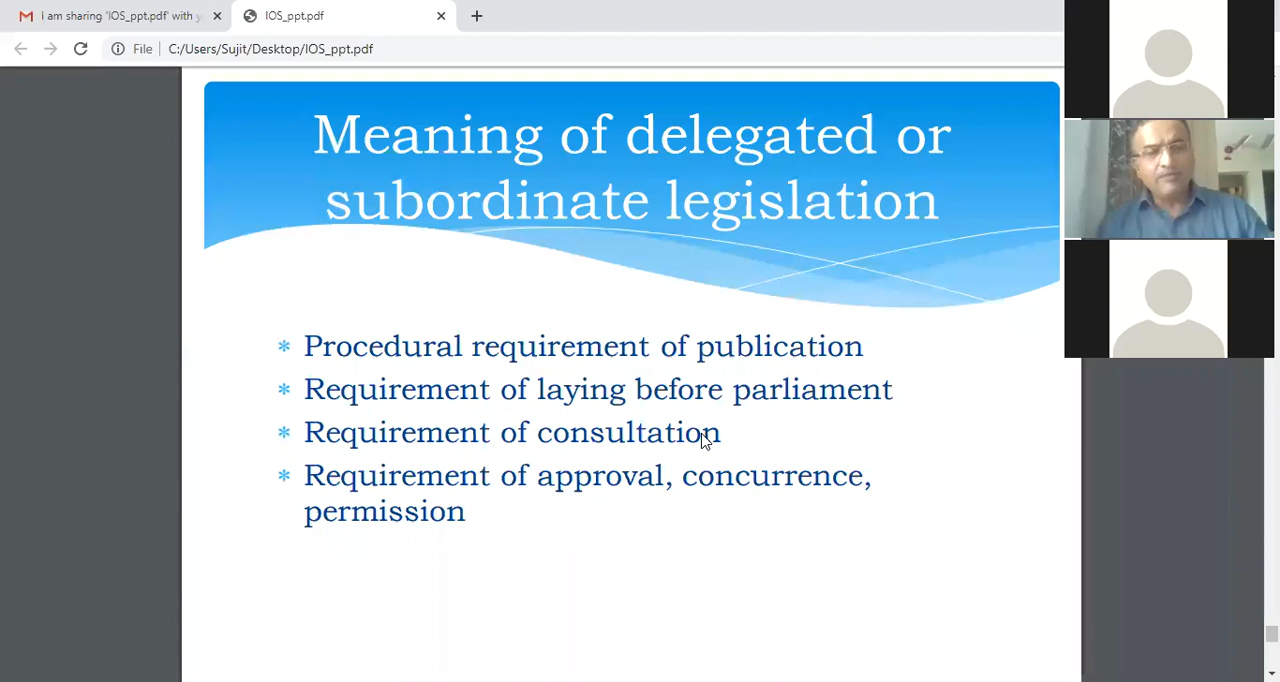 I am sharing 'IOS_ppt.pdf' with
IOS_ppt.pdf
File
C:/Users/Sujit/Desktop/IOS_ppt.pdf
Meaning of delegated or
subordinate legislation
* Procedural requirement of publication
* Requirement of laying before parliament
* Requirement of consultation
* Requirement of approval, concurrence,
permission